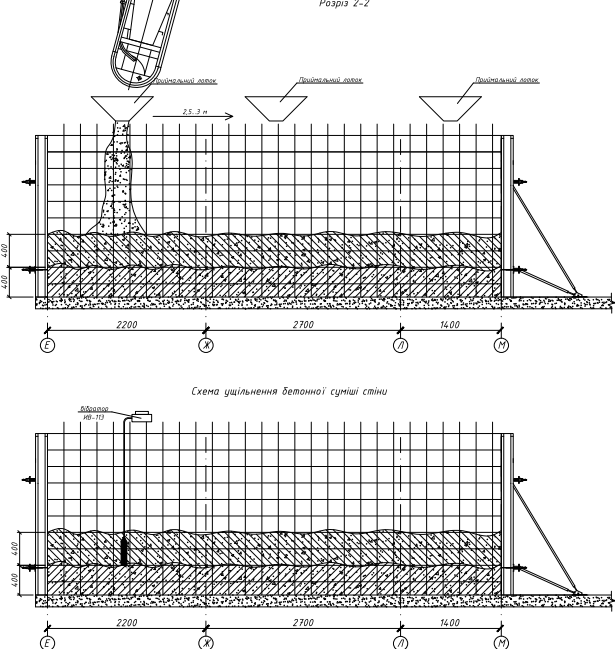 Розріз 2-2
Приймальний лоток
Приймальний лоток
Приймальний лоток
2,5..3 м
400
400
2200
2700
1400
Е
Ж
Л
М
Схема ущільнення бетонної суміші стіни
Вібратор
ИВ-113
400
400
2200
2700
1400
Е
Ж
Л
М